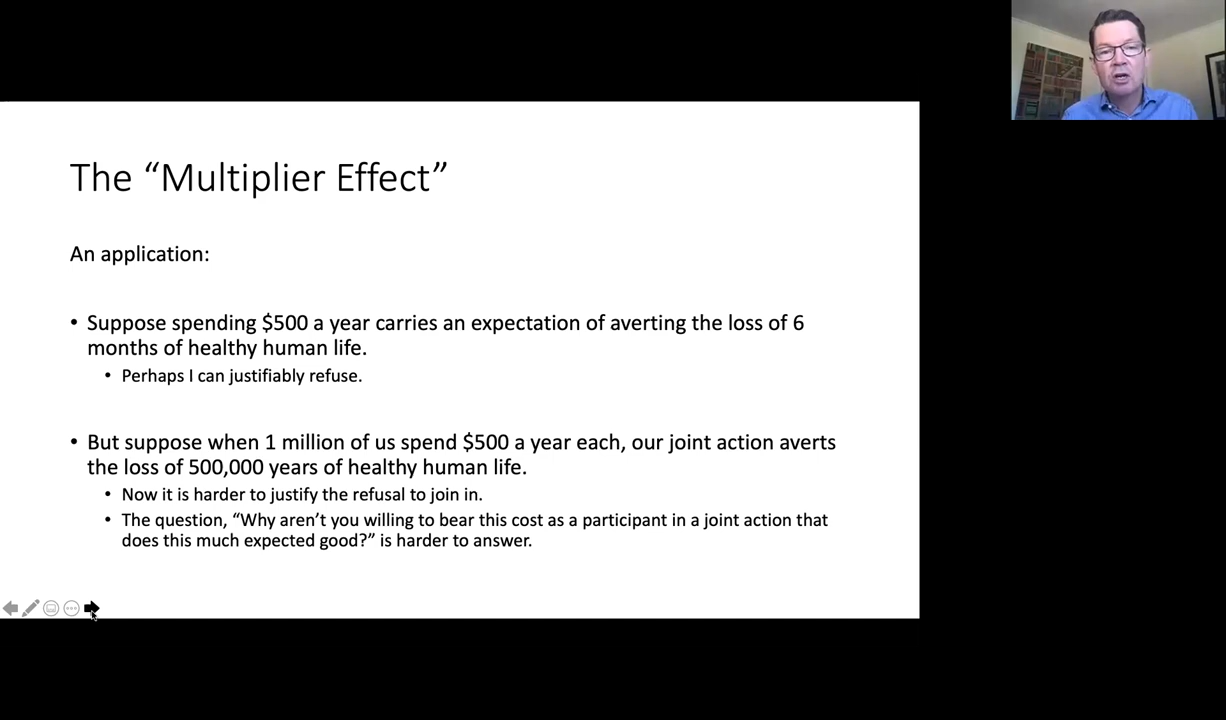 The “Multiplier Effect”
An application:
• Suppose spending $500 a year carries an expectation of averting the loss of 6
months of healthy human life.
• Perhaps I can justifiably refuse.
• But suppose when 1 million of us spend $500 a year each, our joint action averts
the loss of 500,000 years of healthy human life.
• Now it is harder to justify the refusal to join in.
• The question, “Why aren’t you willing to bear this cost as a participant in a joint action that
does this much expected good?” is harder to answer.